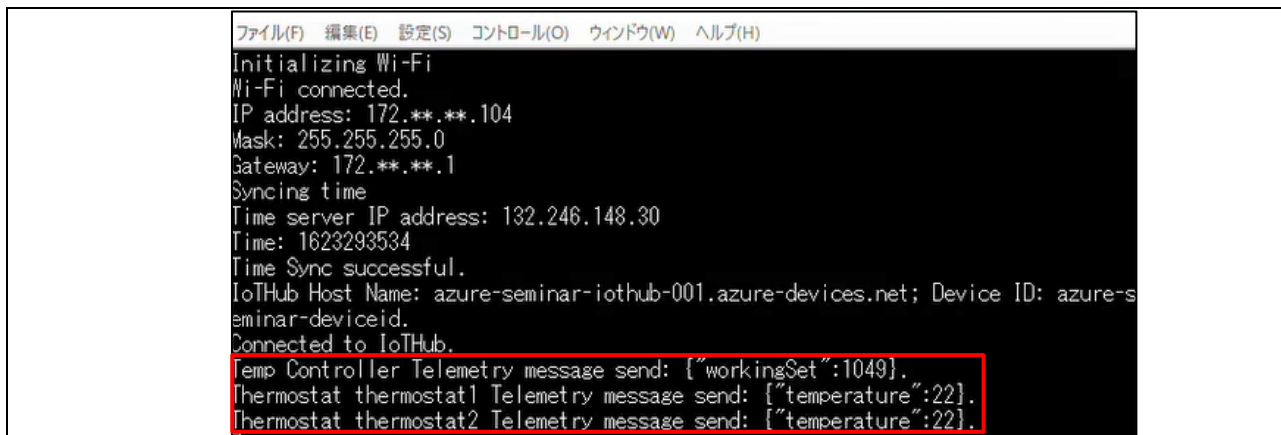 ファイル(F) 編集(E) 設定(S) コントロール(O) ウィンドウ(W) ヘルプ(H)
Initializing Wi-Fi
Wi-Fi connected.
IP address: 172.**.**.104
Mask: 255.255.255.0
Gateway: 172.**.**.1
Syncing time
Time server IP address: 132.246.148.30
Time: 1623293534
Time Sync successful.
IoTHub Host Name: azure-seminar-iothub-001.azure-devices.net; Device ID: azure-s
eminar-deviceid.
Connected to IoTHub.
Temp Controller Telemetry message send: {"workingSet":1049}.
Thermostat thermostat1 Telemetry message send: {"temperature":22}.
Thermostat thermostat2 Telemetry message send: {"temperature":22}.